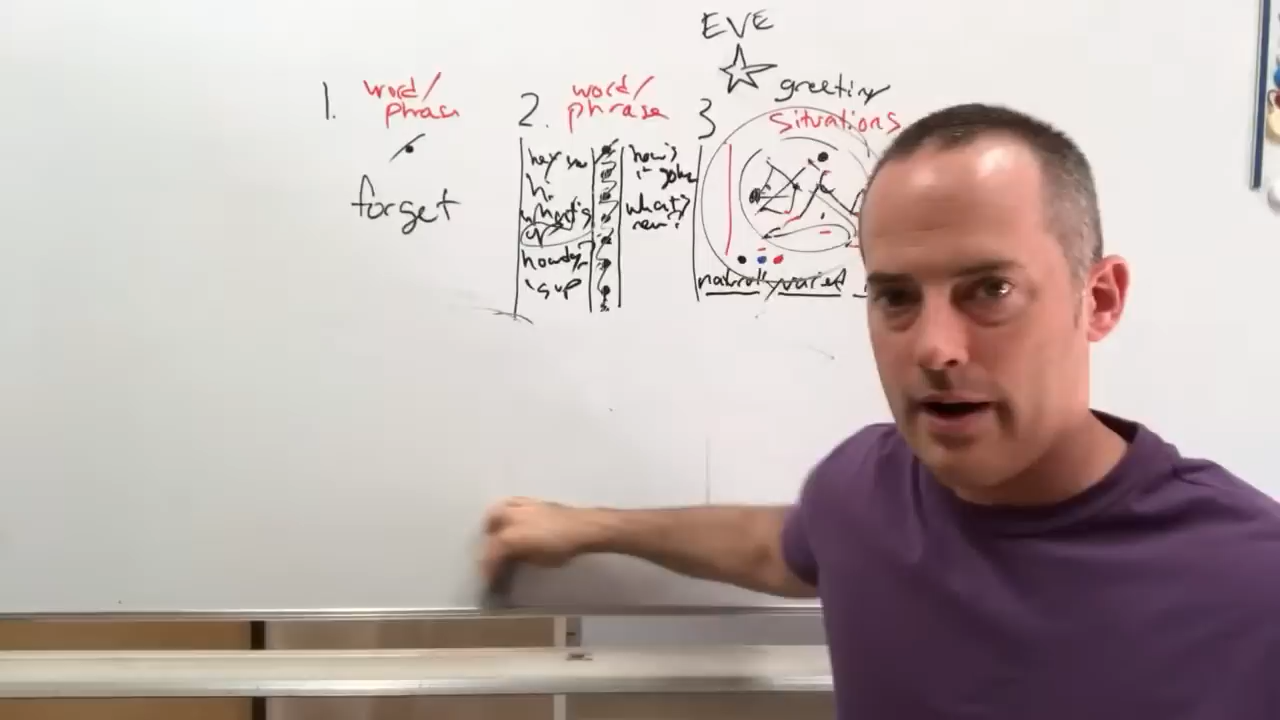 EVE
greeting
1. word/
phrase
forget
2. word/
phrase
hey
hi
what's
up
howdy
'sup
how's
it going
what's
new?
3
situations
naturally varied